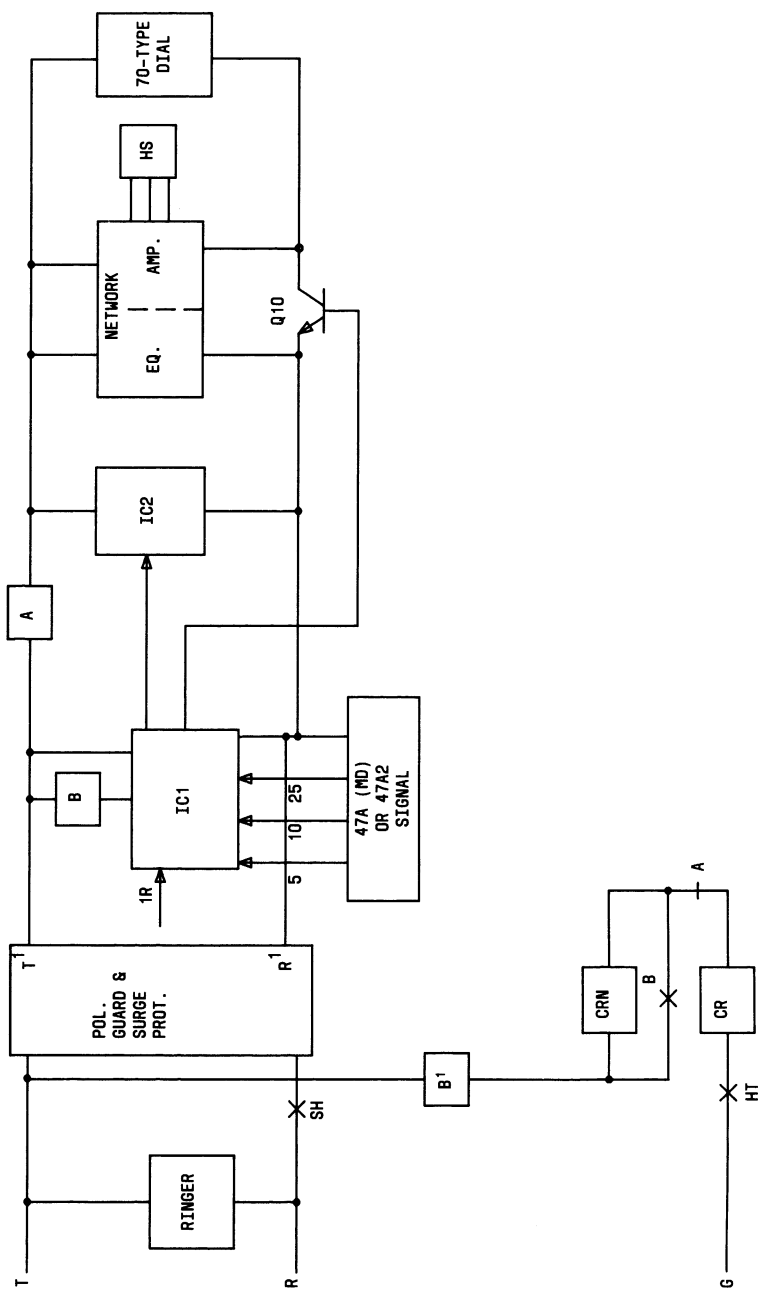 T
R
RINGER
SH
POL.
GUARD &
SURGE
PROT.
T1
R1
1R
B
IC1
5
10
25
47A (MD)
OR 47A2
SIGNAL
A
IC2
Q10
NETWORK
EQ.
AMP.
HS
70-TYPE
DIAL
B1
CRN
B
A
CR
HT
G